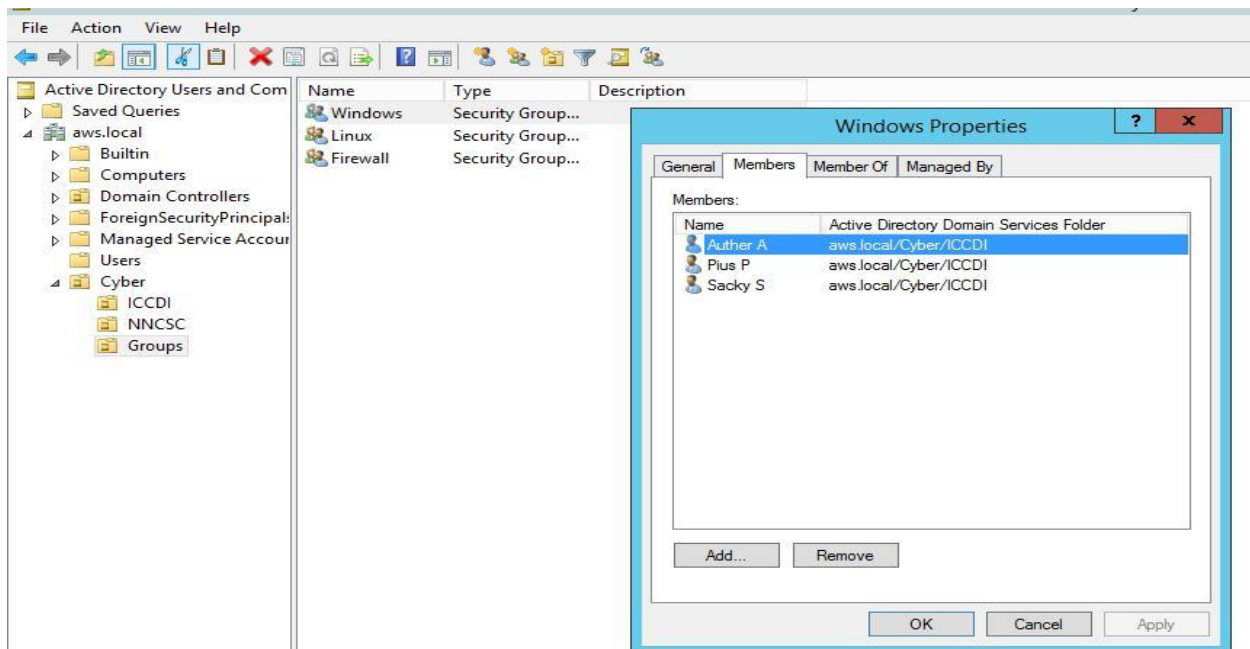 File Action View Help
Active Directory Users and Com
Saved Queries
aws.local
Builtin
Computers
Domain Controllers
ForeignSecurityPrincipals
Managed Service Accour
Users
Cyber
ICCDI
NNCSC
Groups
Name Type Description
Windows Security Group...
Linux Security Group...
Firewall Security Group...
Windows Properties
General Members Member Of Managed By
Members:
Name Active Directory Domain Services Folder
Auther A aws.local/Cyber/ICCDI
Pius P aws.local/Cyber/ICCDI
Sacky S aws.local/Cyber/ICCDI
Add... Remove
OK Cancel Apply